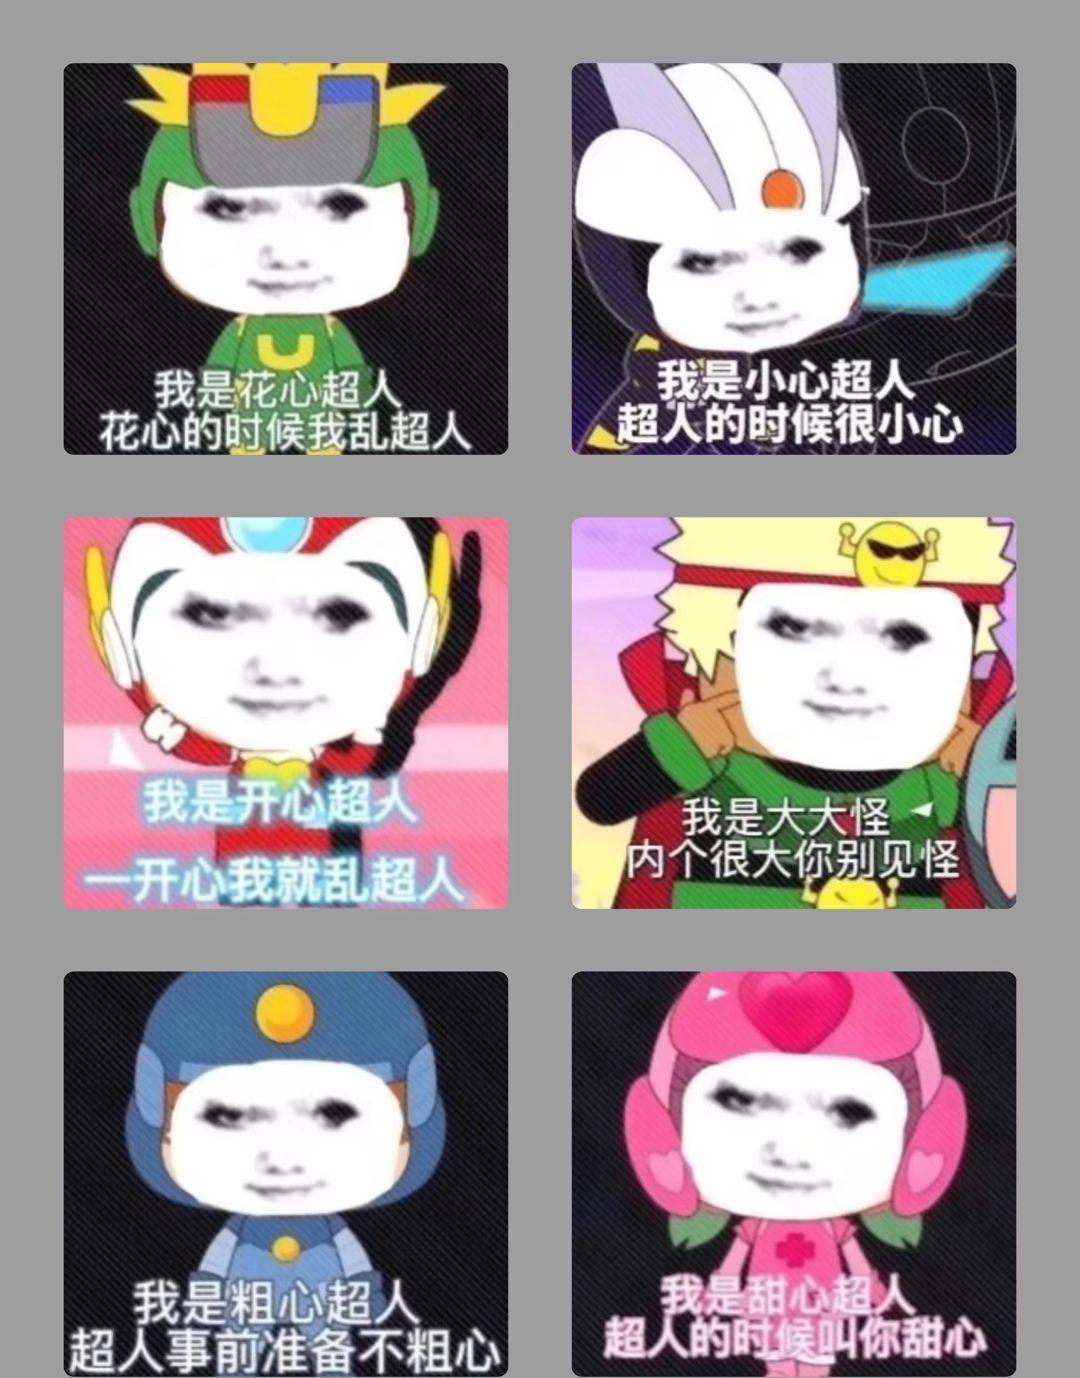 我是花心超人
花心的时候我乱超人
我是小心超人
超人的时候很小心
我是开心超人
一开心我就乱超人
我是大大怪
内个很大你别见怪
我是粗心超人
超人事前准备不粗心
我是甜心超人
超人的时候叫你甜心